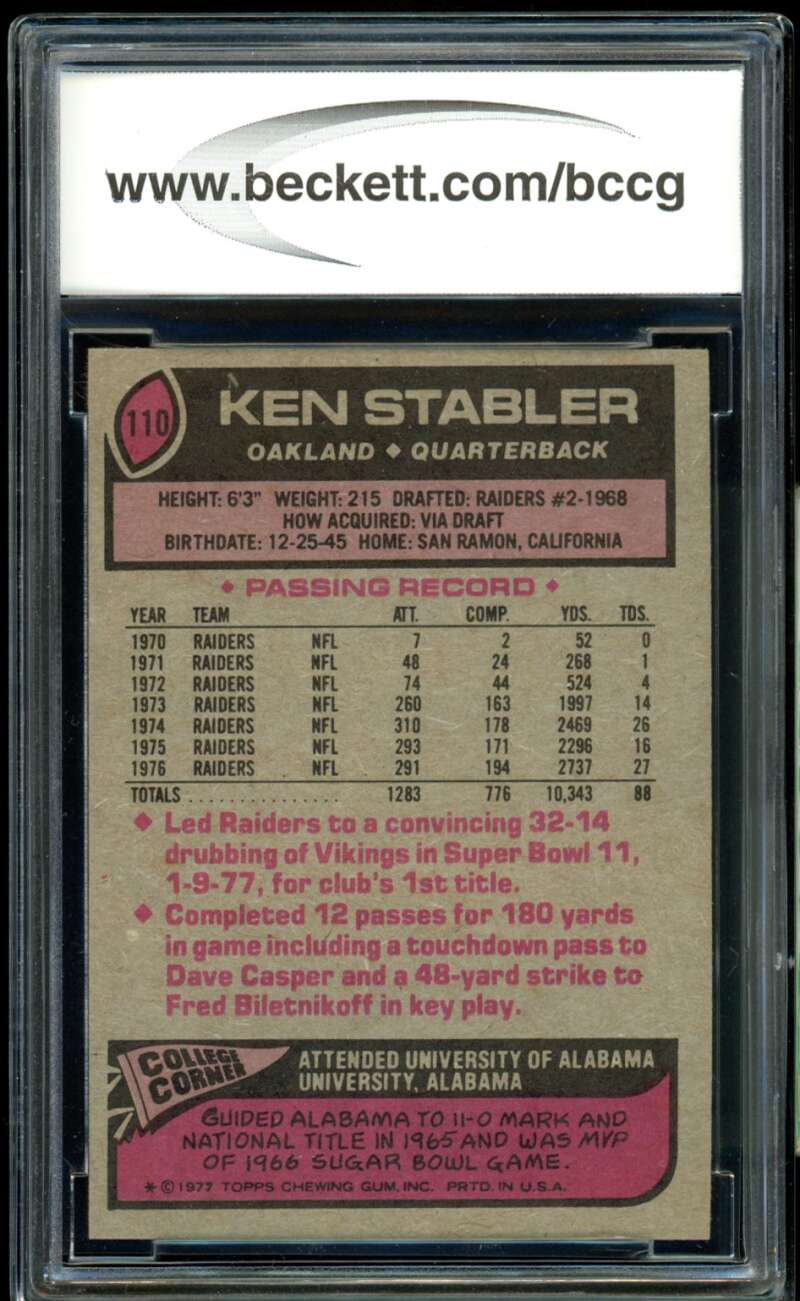 www.beckett.com/bccg
110
KEN STABLER
OAKLAND ◆ QUARTERBACK
HEIGHT: 6'3" WEIGHT: 215 DRAFTED: RAIDERS #2-1968
HOW ACQUIRED: VIA DRAFT
BIRTHDATE: 12-25-45 HOME: SAN RAMON, CALIFORNIA
◆ PASSING RECORD ◆
YEAR TEAM ATT. COMP. YDS. TDS.
1970 RAIDERS NFL 7 2 52 0
1971 RAIDERS NFL 48 24 268 1
1972 RAIDERS NFL 74 44 524 4
1973 RAIDERS NFL 260 163 1997 14
1974 RAIDERS NFL 310 178 2469 26
1975 RAIDERS NFL 293 171 2296 16
1976 RAIDERS NFL 291 194 2737 27
TOTALS . . . . . . . . . . . . . . . 1283 776 10,343 88
◆ Led Raiders to a convincing 32-14
drubbing of Vikings in Super Bowl 11,
1-9-77, for club's 1st title.
◆ Completed 12 passes for 180 yards
in game including a touchdown pass to
Dave Casper and a 48-yard strike to
Fred Biletnikoff in key play.
COLLEGE
CORNER
ATTENDED UNIVERSITY OF ALABAMA
UNIVERSITY, ALABAMA
GUIDED ALABAMA TO 11-0 MARK AND
NATIONAL TITLE IN 1965 AND WAS MVP
OF 1966 SUGAR BOWL GAME.
* © 1977 TOPPS CHEWING GUM, INC. PRTD. IN U.S.A.